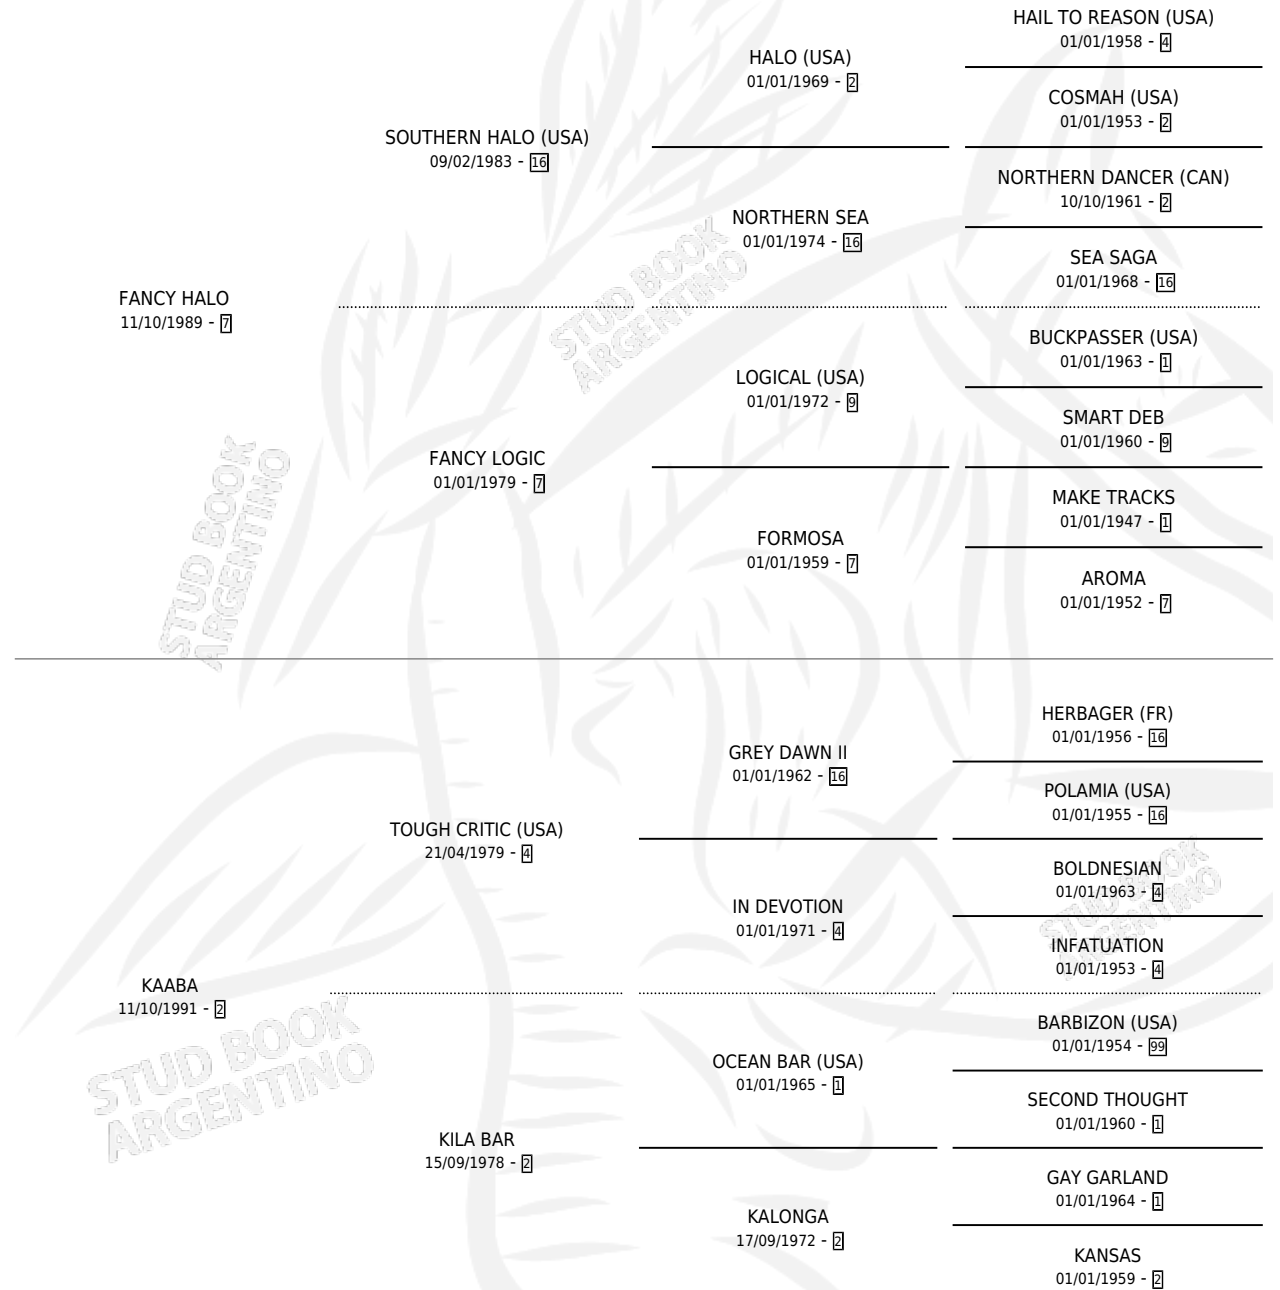 HAIL TO REASON (USA)
01/01/1958 - 4
HALO (USA)
01/01/1969 - 2
COSMAH (USA)
01/01/1953 - 2
SOUTHERN HALO (USA)
09/02/1983 - 16
NORTHERN DANCER (CAN)
10/10/1961 - 2
NORTHERN SEA
01/01/1974 - 16
SEA SAGA
01/01/1968 - 16
FANCY HALO
11/10/1989 - 7
BUCKPASSER (USA)
01/01/1963 - 1
LOGICAL (USA)
01/01/1972 - 9
SMART DEB
01/01/1960 - 9
FANCY LOGIC
01/01/1979 - 7
MAKE TRACKS
01/01/1947 - 1
FORMOSA
01/01/1959 - 7
AROMA
01/01/1952 - 7
STUD BOOK
ARGENTINO
STUD BOOK
ARGENTINO
HERBAGER (FR)
01/01/1956 - 16
GREY DAWN II
01/01/1962 - 16
POLAMIA (USA)
01/01/1955 - 16
TOUGH CRITIC (USA)
21/04/1979 - 4
BOLDNESIAN
01/01/1963 - 4
IN DEVOTION
01/01/1971 - 4
INFATUATION
01/01/1953 - 4
KAABA
11/10/1991 - 2
BARBIZON (USA)
01/01/1954 - 99
OCEAN BAR (USA)
01/01/1965 - 1
SECOND THOUGHT
01/01/1960 - 1
KILA BAR
15/09/1978 - 2
GAY GARLAND
01/01/1964 - 1
KALONGA
17/09/1972 - 2
KANSAS
01/01/1959 - 2
STUD BOOK
ARGENTINO
STUD BOOK
ARGENTINO